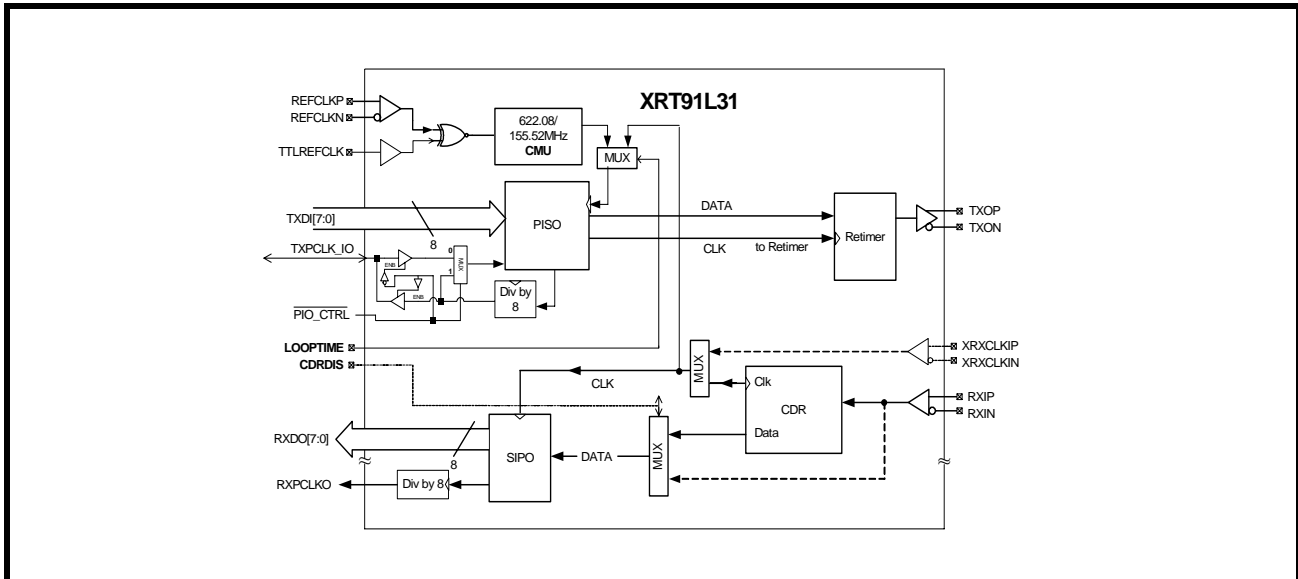 XRT91L31
REFCLKP
REFCLKN
TTLREFCLK
622.08/
155.52MHz
CMU
MUX
TXDI[7:0]
8
PISO
DATA
CLK
to Retimer
Retimer
TXOP
TXON
TXPCLK_IO
ENB
0
1
MUX
ENB
Div by
8
PIO_CTRL
LOOPTIME
CDRDIS
XRXCLKIP
XRXCLKIN
MUX
CLK
Clk
CDR
Data
RXIP
RXIN
RXDO[7:0]
8
SIPO
DATA
MUX
RXPCLKO
Div by 8